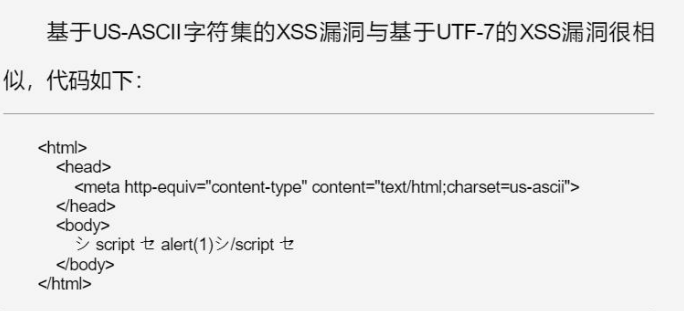 基于US-ASCII字符集的XSS漏洞与基于UTF-7的XSS漏洞很相
似，代码如下：
<html>
<head>
<meta http-equiv="content-type" content="text/html;charset=us-ascii">
</head>
<body>
シ script セ alert(1)シ/script セ
</body>
</html>